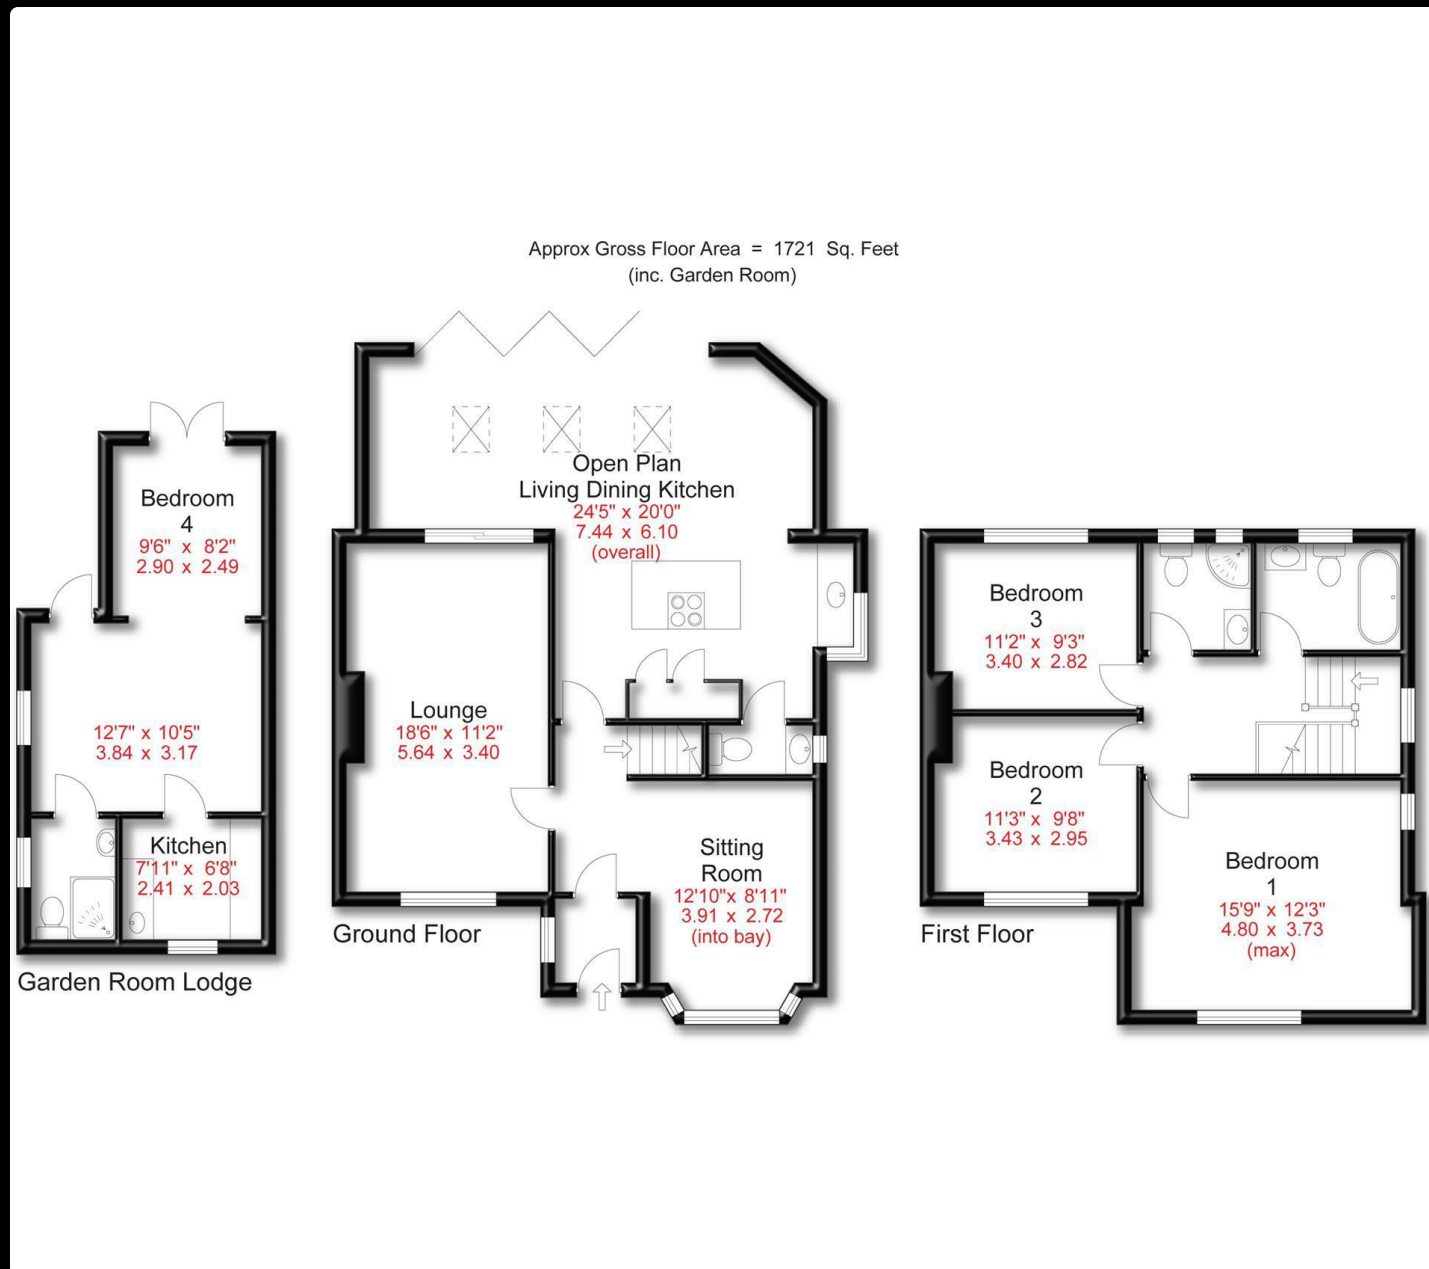 Approx Gross Floor Area = 1721 Sq. Feet
(inc. Garden Room)
Bedroom
4
9'6" x 8'2"
2.90 x 2.49
12'7" x 10'5"
3.84 x 3.17
Kitchen
7'11" x 6'8"
2.41 x 2.03
Garden Room Lodge
Open Plan
Living Dining Kitchen
24'5" x 20'0"
7.44 x 6.10
(overall)
Lounge
18'6" x 11'2"
5.64 x 3.40
Sitting
Room
12'10"x 8'11"
3.91 x 2.72
(into bay)
Ground Floor
Bedroom
3
11'2" x 9'3"
3.40 x 2.82
Bedroom
2
11'3" x 9'8"
3.43 x 2.95
Bedroom
1
15'9" x 12'3"
4.80 x 3.73
(max)
First Floor